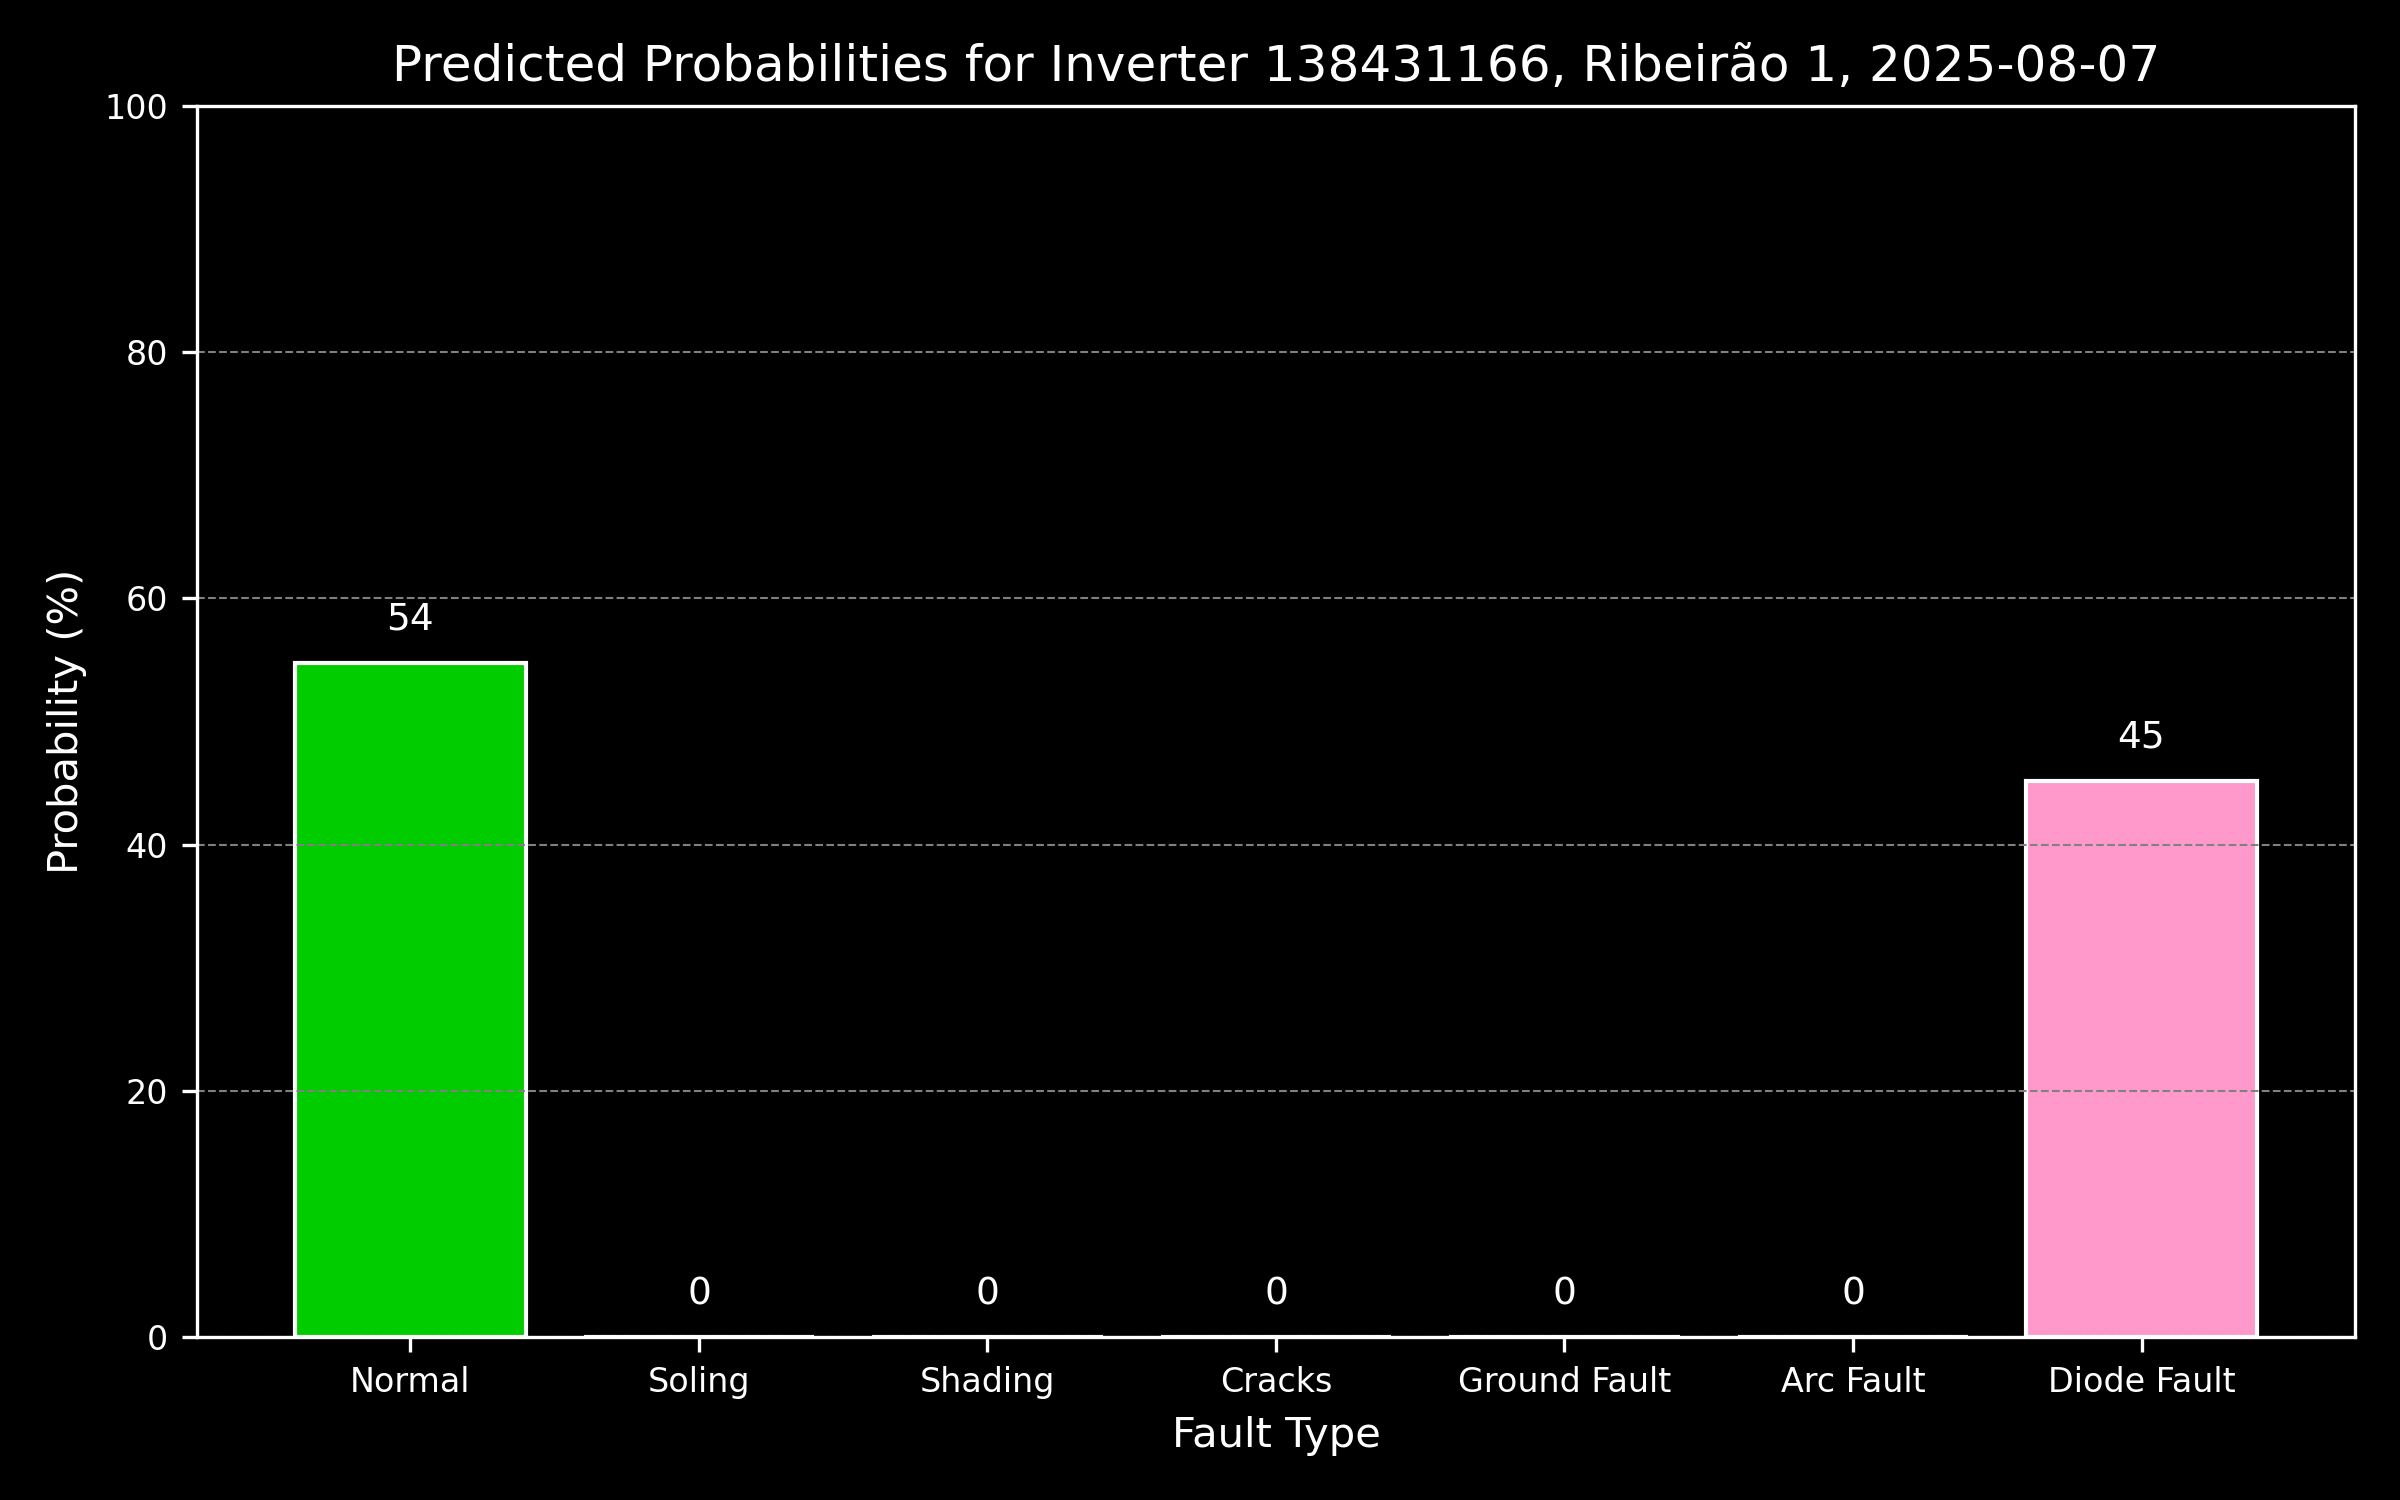 Predicted Probabilities for Inverter 138431166, Ribeirão 1, 2025-08-07
100
80
60
40
20
0
Probability (%)
54
0
0
0
0
0
45
Normal
Soling
Shading
Cracks
Ground Fault
Arc Fault
Diode Fault
Fault Type